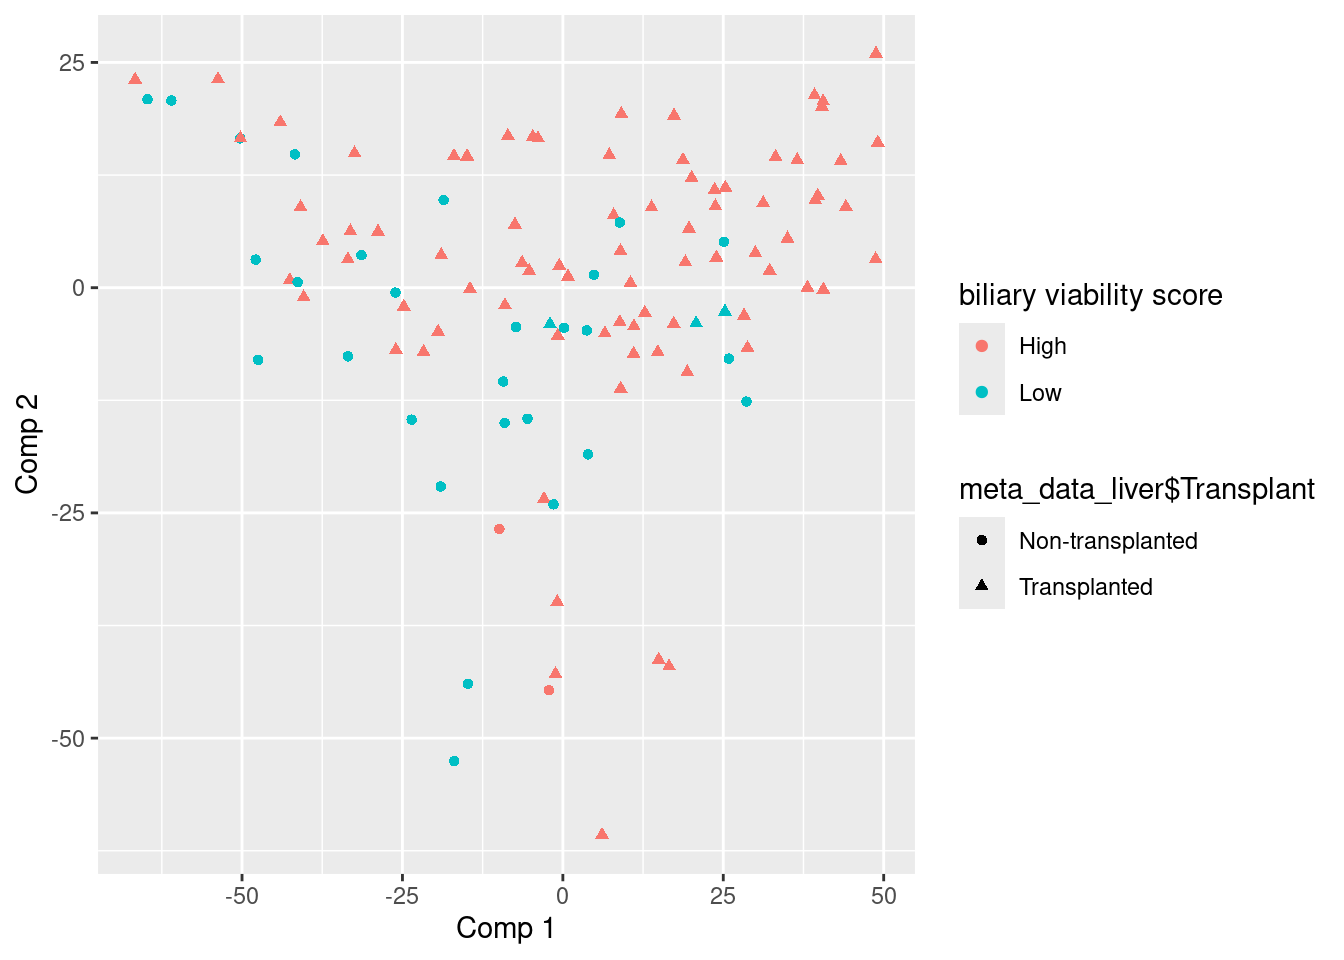 25
0
-25
-50
-50
-25
0
25
50
Comp 1
Comp 2
biliary viability score
High
Low
meta_data_liver$Transplant
Non-transplanted
Transplanted